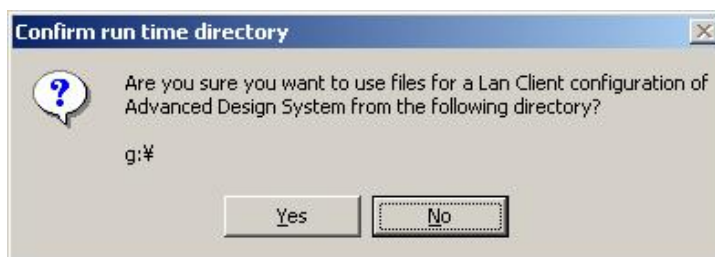 Confirm run time directory
Are you sure you want to use files for a Lan Client configuration of
Advanced Design System from the following directory?
g:¥
Yes
No